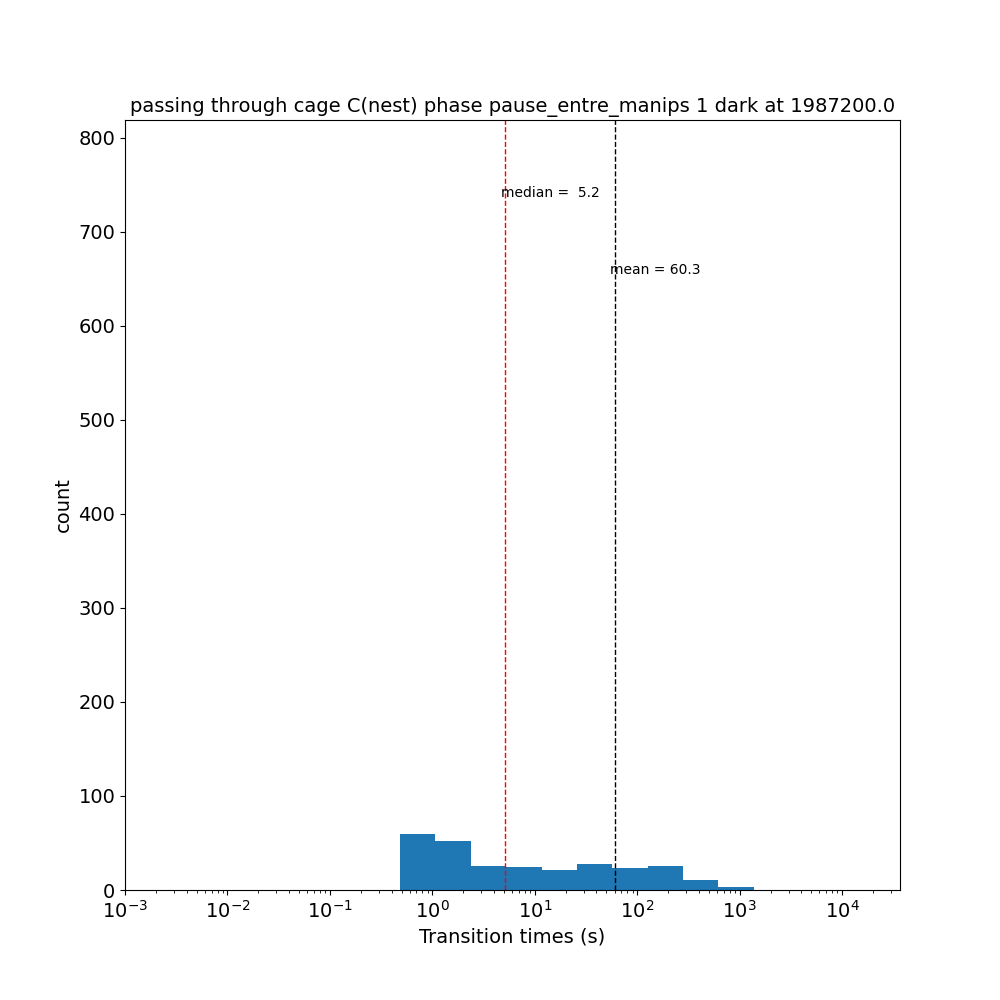 passing through cage C(nest) phase pause_entre_manips 1 dark at 1987200.0
800
700
600
500
400
300
200
100
0
count
median =  5.2
mean = 60.3
10⁻³ 10⁻² 10⁻¹ 10⁰ 10¹ 10² 10³ 10⁴
Transition times (s)